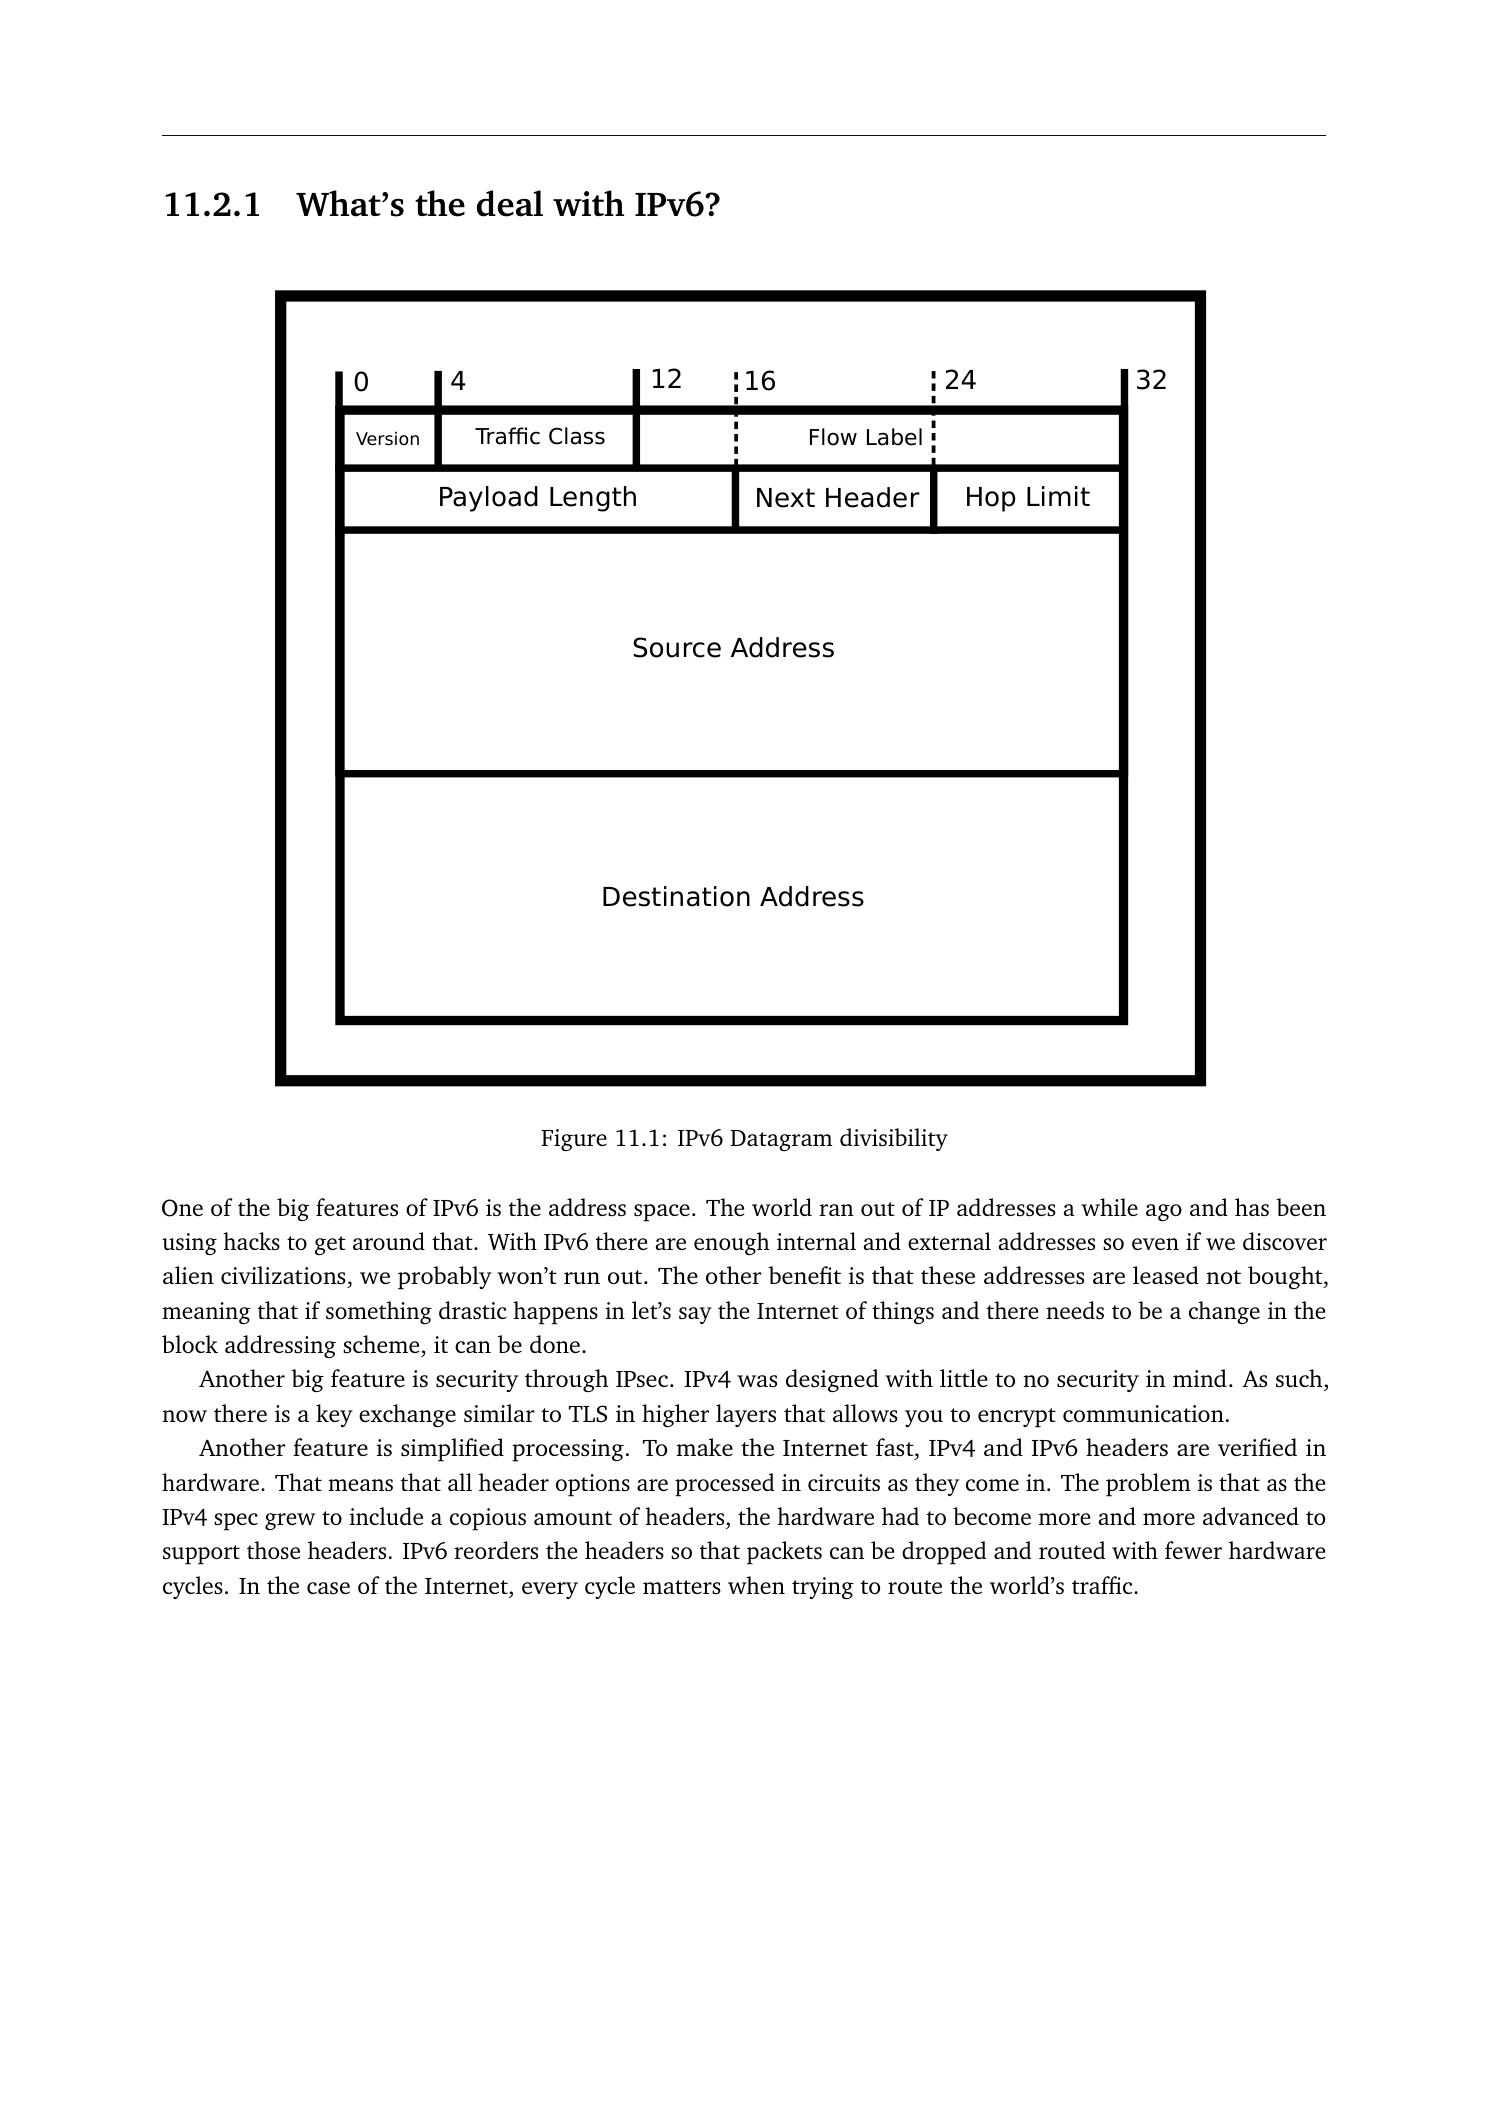 11.2.1 What's the deal with IPv6?
0 4 12 16 24 32
Version Traffic Class Flow Label
Payload Length Next Header Hop Limit
Source Address
Destination Address
Figure 11.1: IPv6 Datagram divisibility
One of the big features of IPv6 is the address space. The world ran out of IP addresses a while ago and has been
using hacks to get around that. With IPv6 there are enough internal and external addresses so even if we discover
alien civilizations, we probably won't run out. The other benefit is that these addresses are leased not bought,
meaning that if something drastic happens in let's say the Internet of things and there needs to be a change in the
block addressing scheme, it can be done.
Another big feature is security through IPsec. IPv4 was designed with little to no security in mind. As such,
now there is a key exchange similar to TLS in higher layers that allows you to encrypt communication.
Another feature is simplified processing. To make the Internet fast, IPv4 and IPv6 headers are verified in
hardware. That means that all header options are processed in circuits as they come in. The problem is that as the
IPv4 spec grew to include a copious amount of headers, the hardware had to become more and more advanced to
support those headers. IPv6 reorders the headers so that packets can be dropped and routed with fewer hardware
cycles. In the case of the Internet, every cycle matters when trying to route the world's traffic.